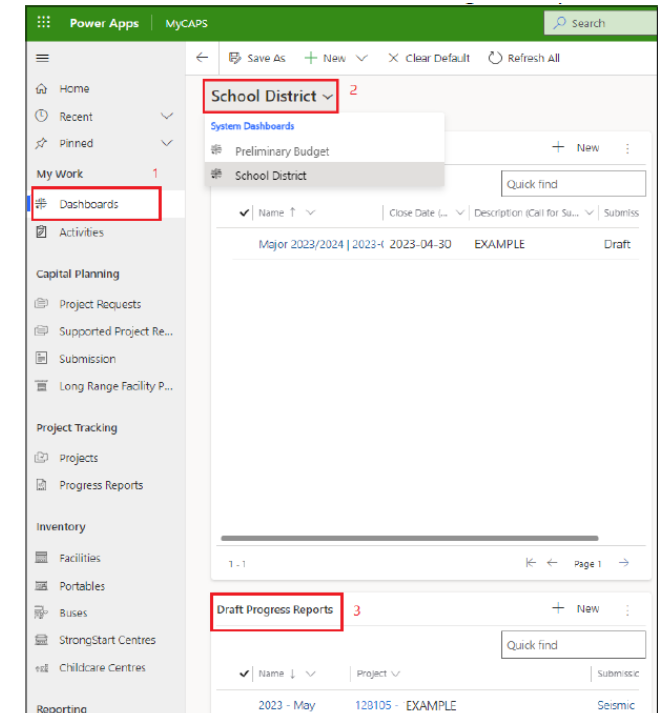 Power Apps MyCAPS Search
Save As New Clear Default Refresh All
Home
Recent
Pinned
My Work 1
Dashboards
Activities
Capital Planning
Project Requests
Supported Project Re...
Submission
Long Range Facility P...
Project Tracking
Projects
Progress Reports
Inventory
Facilities
Portables
Buses
StrongStart Centres
Childcare Centres
Reporting
School District 2
System Dashboards
Preliminary Budget
School District
New
Quick find
Name ↑ Close Date (... Description (Call for Su... Submiss
Major 2023/2024 | 2023-( 2023-04-30 EXAMPLE Draft
1 - 1 Page 1
Draft Progress Reports 3 New
Quick find
Name ↓ Project Submissic
2023 - May 128105 - EXAMPLE Seismic